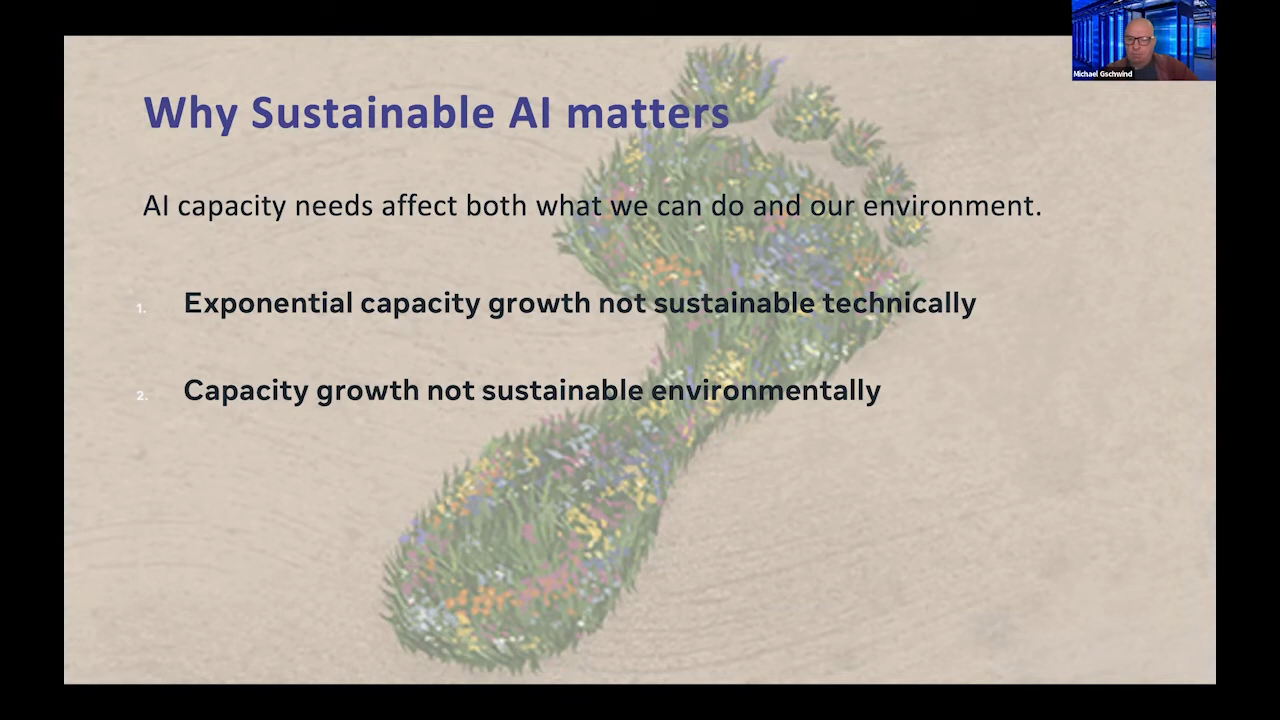 Michael Gschwind
Why Sustainable AI matters
AI capacity needs affect both what we can do and our environment.
1. Exponential capacity growth not sustainable technically
2. Capacity growth not sustainable environmentally